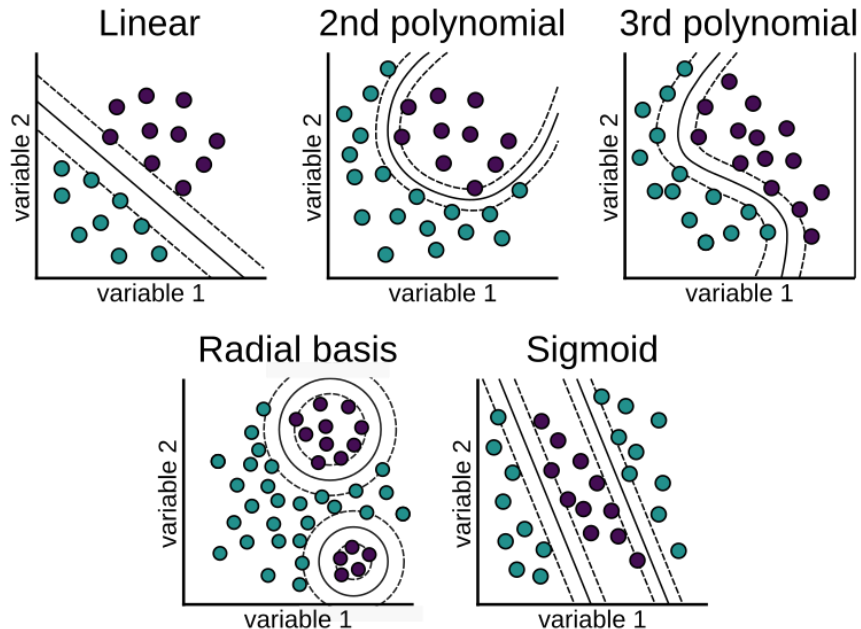 Linear
2nd polynomial
3rd polynomial
variable 2
variable 1
variable 2
variable 1
variable 2
variable 1
Radial basis
Sigmoid
variable 2
variable 1
variable 2
variable 1